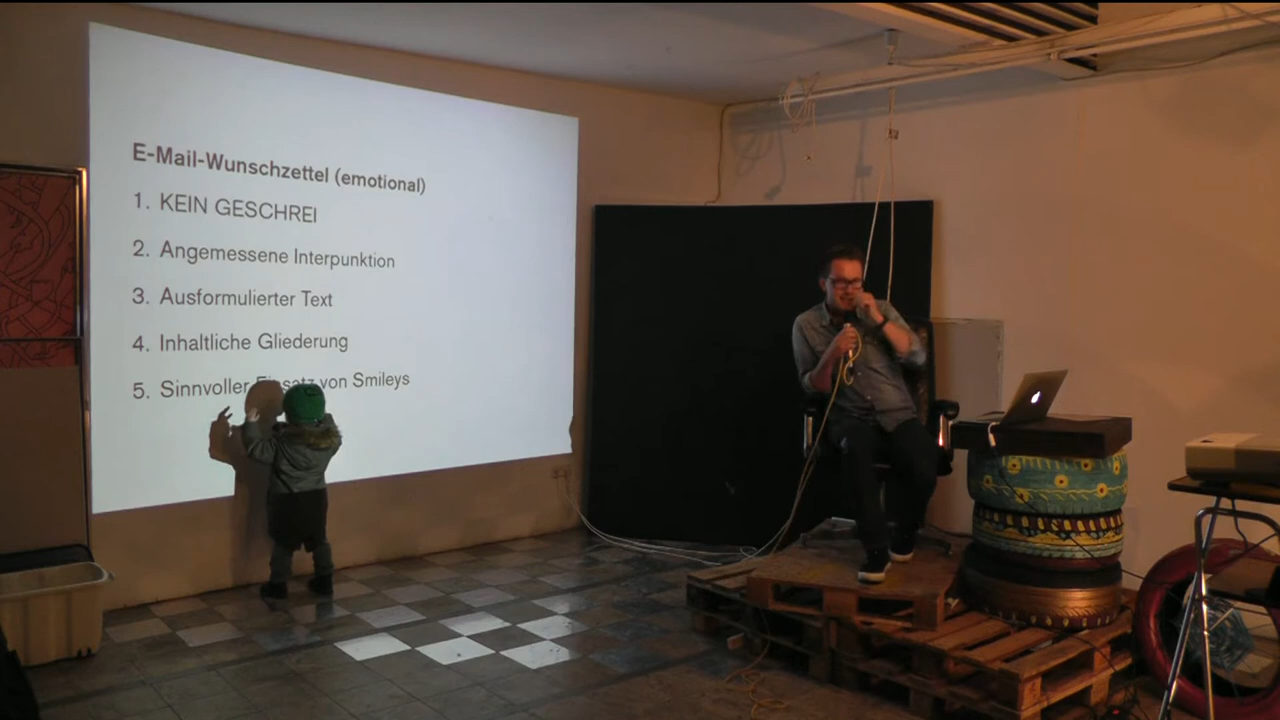 E-Mail-Wunschzettel (emotional)
1. KEIN GESCHREI
2. Angemessene Interpunktion
3. Ausformulierter Text
4. Inhaltliche Gliederung
5. Sinnvoller Einsatz von Smileys